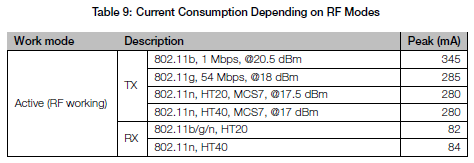 Table 9: Current Consumption Depending on RF Modes
Work mode Description Peak (mA)
Active (RF working) TX 802.11b, 1 Mbps, @20.5 dBm 345
802.11g, 54 Mbps, @18 dBm 285
802.11n, HT20, MCS7, @17.5 dBm 280
802.11n, HT40, MCS7, @17 dBm 280
RX 802.11b/g/n, HT20 82
802.11n, HT40 84